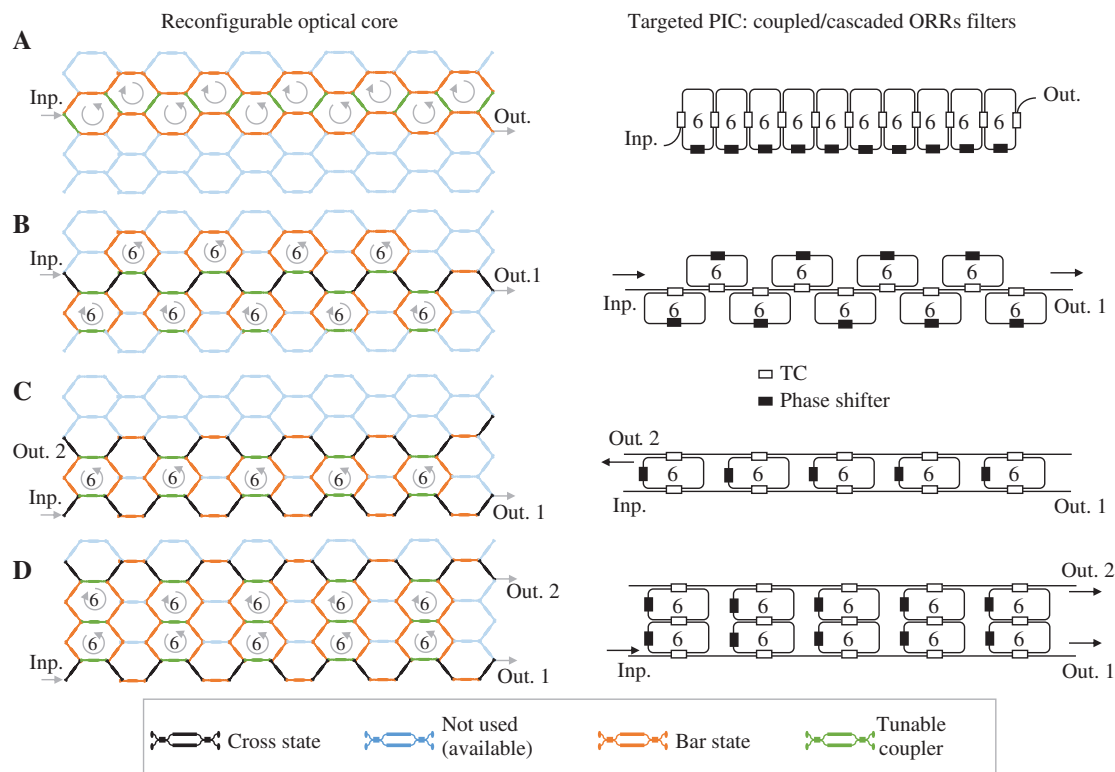 Reconfigurable optical core
Targeted PIC: coupled/cascaded ORRs filters
A
Inp.
Out.
6 6 6 6 6 6 6 6 6 6
Inp.
Out.
B
Inp.
6 6 6 6
Out.1
6 6 6 6 6
6 6 6 6
Inp.
6 6 6 6 6
Out. 1
TC
Phase shifter
C
Out. 2
6 6 6 6 6
Inp.
Out. 1
Out. 2
6 6 6 6 6
Inp.
Out. 1
D
6 6 6 6 6
Out. 2
6 6 6 6 6
Inp.
Out. 1
Out. 2
6 6 6 6 6
6 6 6 6 6
Inp.
Out. 1
Cross state
Not used
(available)
Bar state
Tunable
coupler